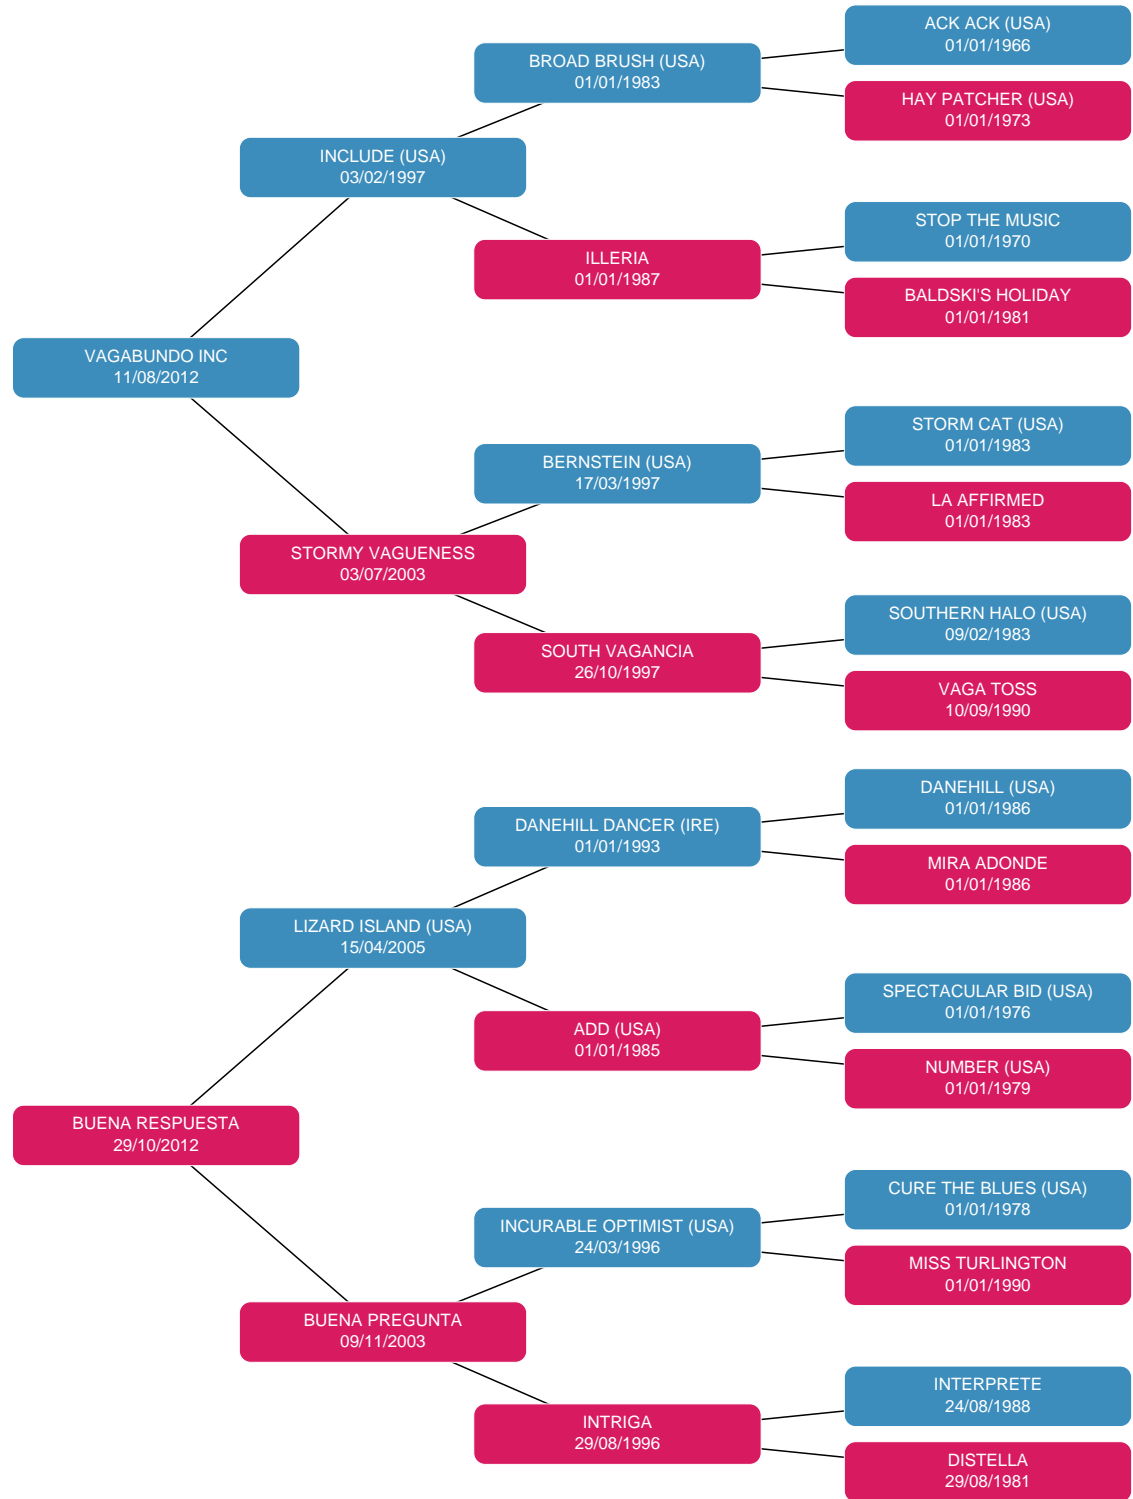 ACK ACK (USA)
01/01/1966
BROAD BRUSH (USA)
01/01/1983
HAY PATCHER (USA)
01/01/1973
INCLUDE (USA)
03/02/1997
STOP THE MUSIC
01/01/1970
ILLERIA
01/01/1987
BALDSKI'S HOLIDAY
01/01/1981
VAGABUNDO INC
11/08/2012
STORM CAT (USA)
01/01/1983
BERNSTEIN (USA)
17/03/1997
LA AFFIRMED
01/01/1983
STORMY VAGUENESS
03/07/2003
SOUTHERN HALO (USA)
09/02/1983
SOUTH VAGANCIA
26/10/1997
VAGA TOSS
10/09/1990
DANEHILL (USA)
01/01/1986
DANEHILL DANCER (IRE)
01/01/1993
MIRA ADONDE
01/01/1986
LIZARD ISLAND (USA)
15/04/2005
SPECTACULAR BID (USA)
01/01/1976
ADD (USA)
01/01/1985
NUMBER (USA)
01/01/1979
BUENA RESPUESTA
29/10/2012
CURE THE BLUES (USA)
01/01/1978
INCURABLE OPTIMIST (USA)
24/03/1996
MISS TURLINGTON
01/01/1990
BUENA PREGUNTA
09/11/2003
INTERPRETE
24/08/1988
INTRIGA
29/08/1996
DISTELLA
29/08/1981